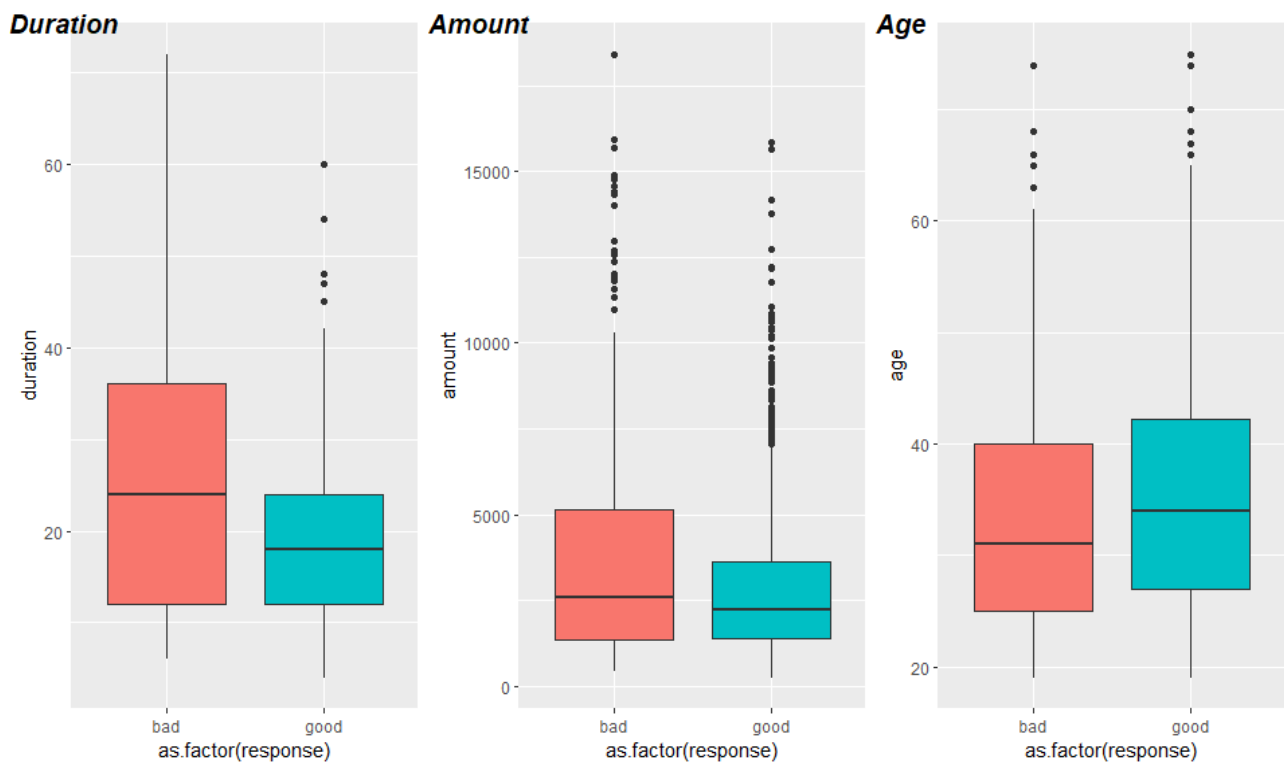 Duration
duration
60
40
20
bad good
as.factor(response)
Amount
amount
15000
10000
5000
0
bad good
as.factor(response)
Age
age
60
40
20
bad good
as.factor(response)